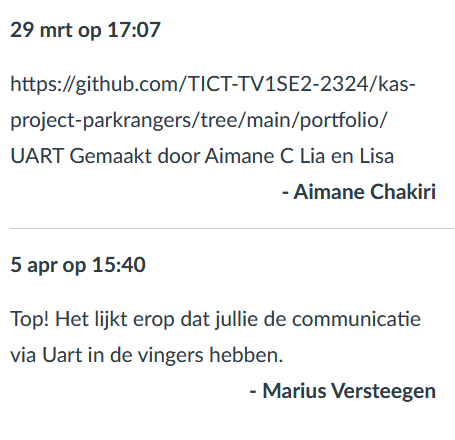 29 mrt op 17:07
https://github.com/TICT-TV1SE2-2324/kas-
project-parkrangers/tree/main/portfolio/
UART Gemaakt door Aimane C Lia en Lisa
- Aimane Chakiri
5 apr op 15:40
Top! Het lijkt erop dat jullie de communicatie
via Uart in de vingers hebben.
- Marius Versteegen